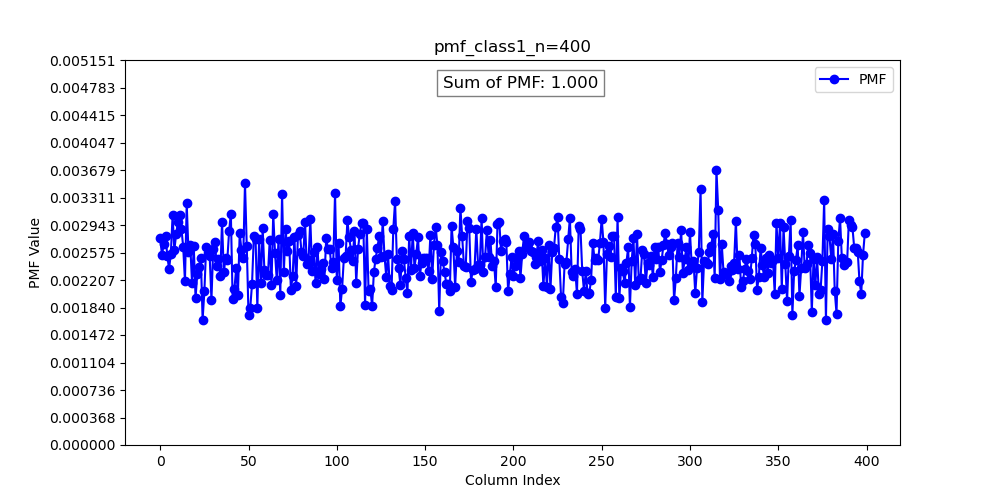 pmf_class1_n=400
Sum of PMF: 1.000
PMF
PMF Value
0.005151
0.004783
0.004415
0.004047
0.003679
0.003311
0.002943
0.002575
0.002207
0.001840
0.001472
0.001104
0.000736
0.000368
0.000000
0 50 100 150 200 250 300 350 400
Column Index